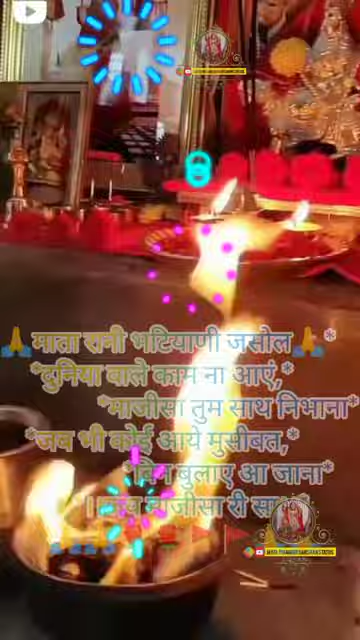 🙏माता रानी भटियाणी जसोल🙏*
*दुनिया वाले काम ना आएं,*
*माजीसा तुम साथ निभाना*
*जब भी कोई आये मुसीबत,*
*बिन बुलाए आ जाना*
माजीसा री